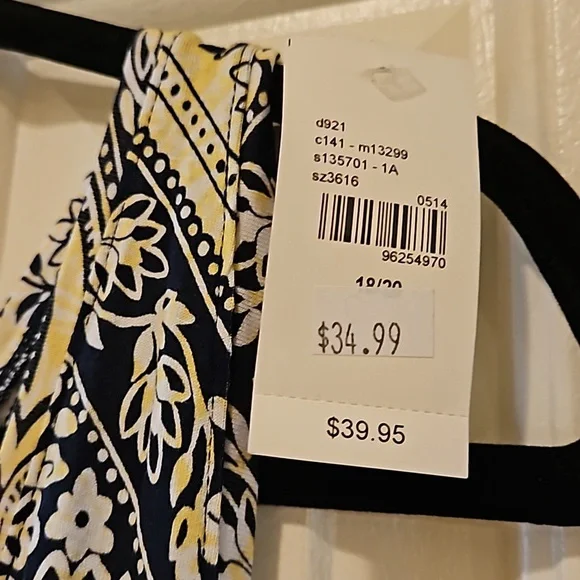 d921
c141 - m13299
s135701 - 1A
sz3616
0514
96254970
18/20
$34.99
$39.95